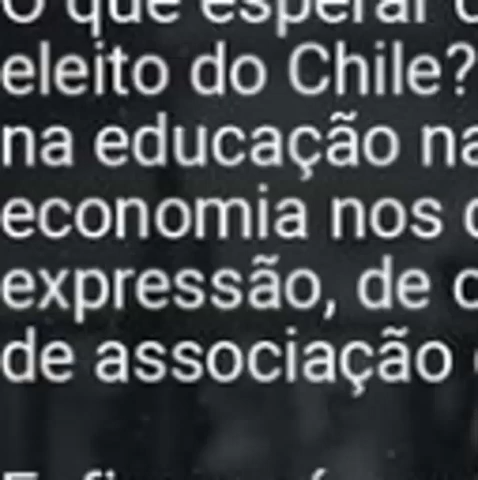 O que esperar
eleito do Chile?
na educação na
economia nos
expressão, de
de associação